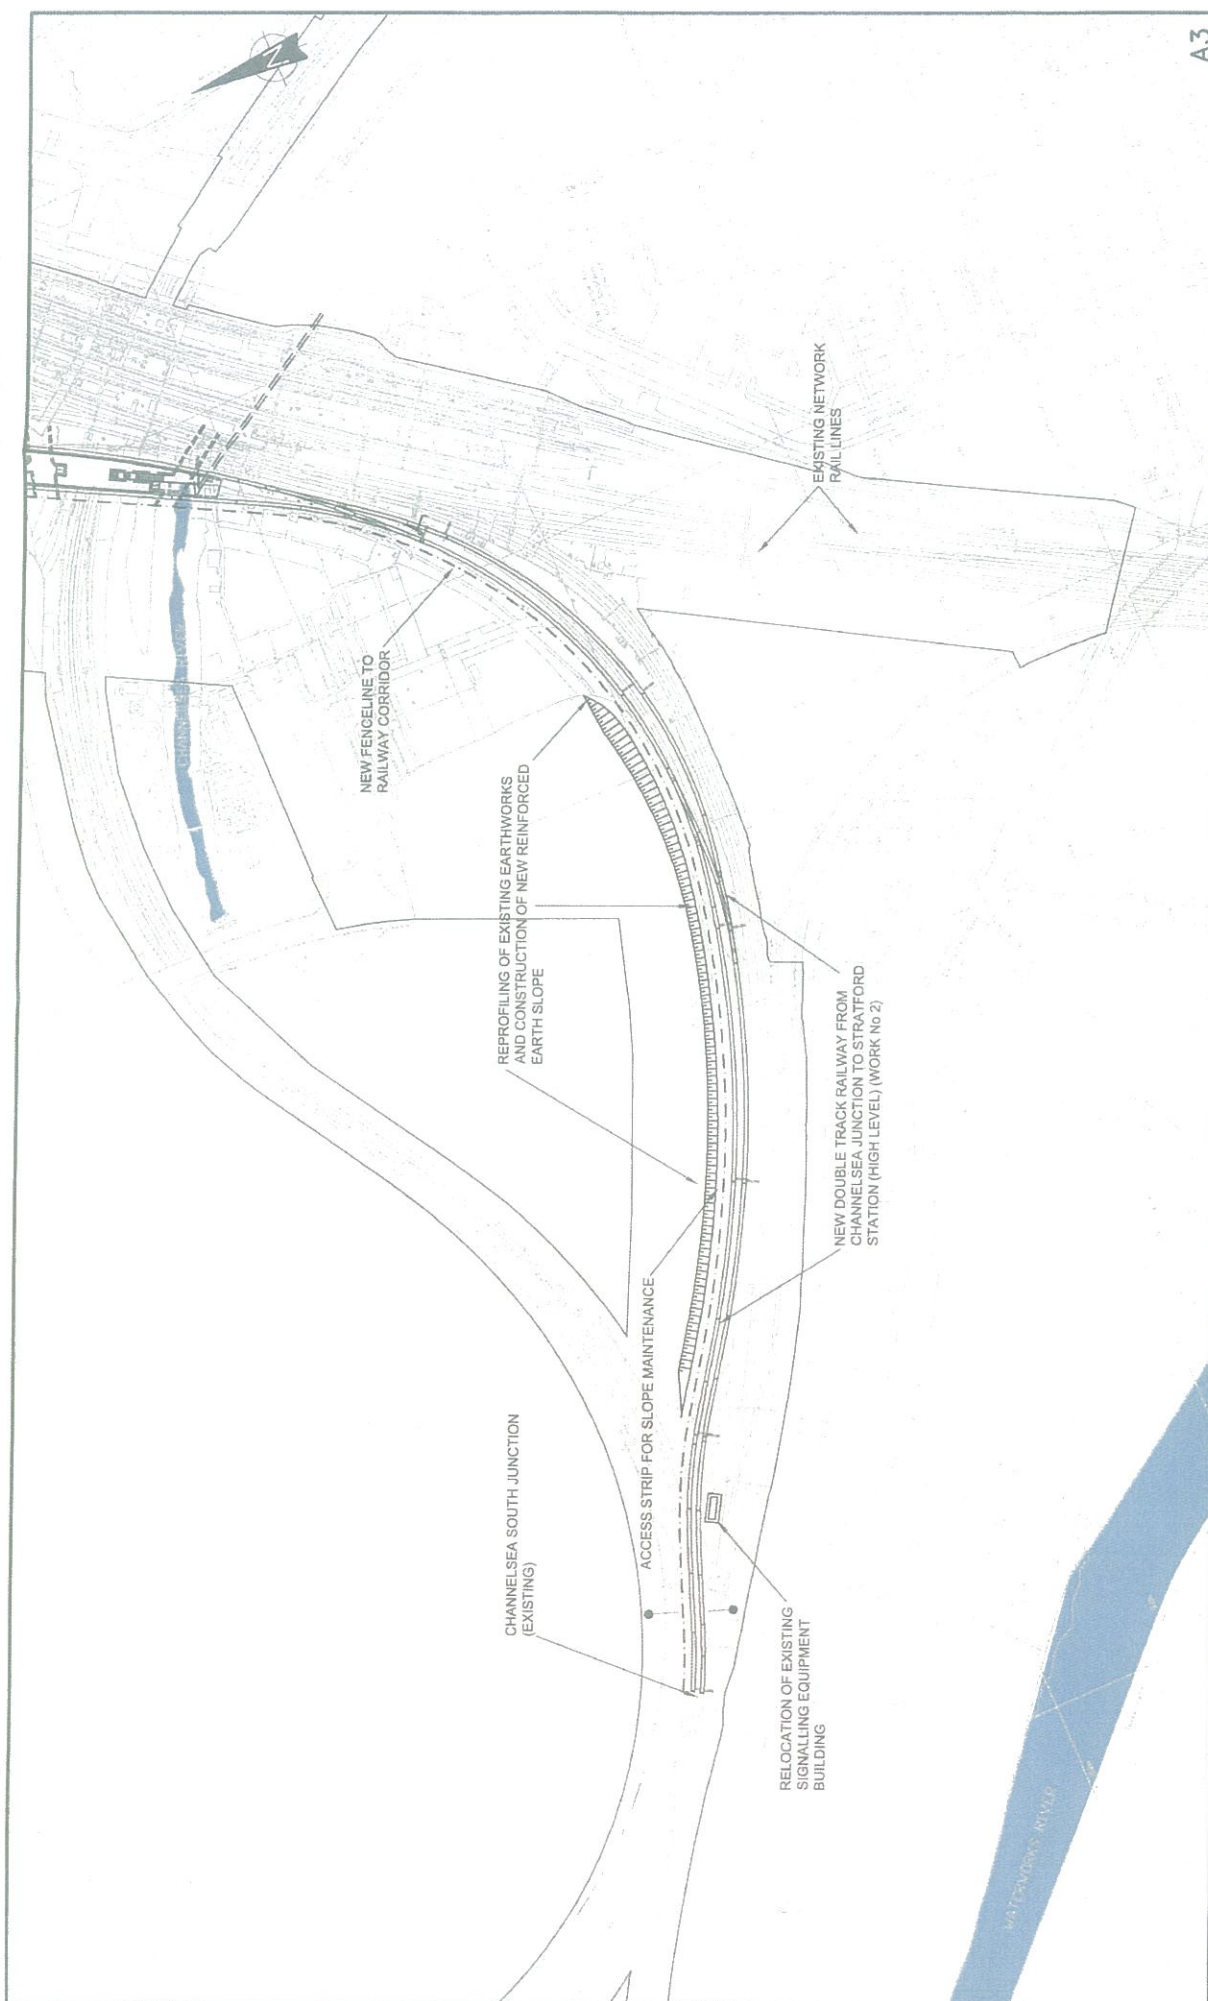 A3
N
EXISTING NETWORK
RAIL LINES
CHANNELSEA RIVER
NEW FENCELINE TO
RAILWAY CORRIDOR
REPROFILING OF EXISTING EARTHWORKS
AND CONSTRUCTION OF NEW REINFORCED
EARTH SLOPE
NEW DOUBLE TRACK RAILWAY FROM
CHANNELSEA JUNCTION TO STRATFORD
STATION (HIGH LEVEL) (WORK No 2)
ACCESS STRIP FOR SLOPE MAINTENANCE
CHANNELSEA SOUTH JUNCTION
(EXISTING)
RELOCATION OF EXISTING
SIGNALLING EQUIPMENT
BUILDING
WATERWORKS RIVER